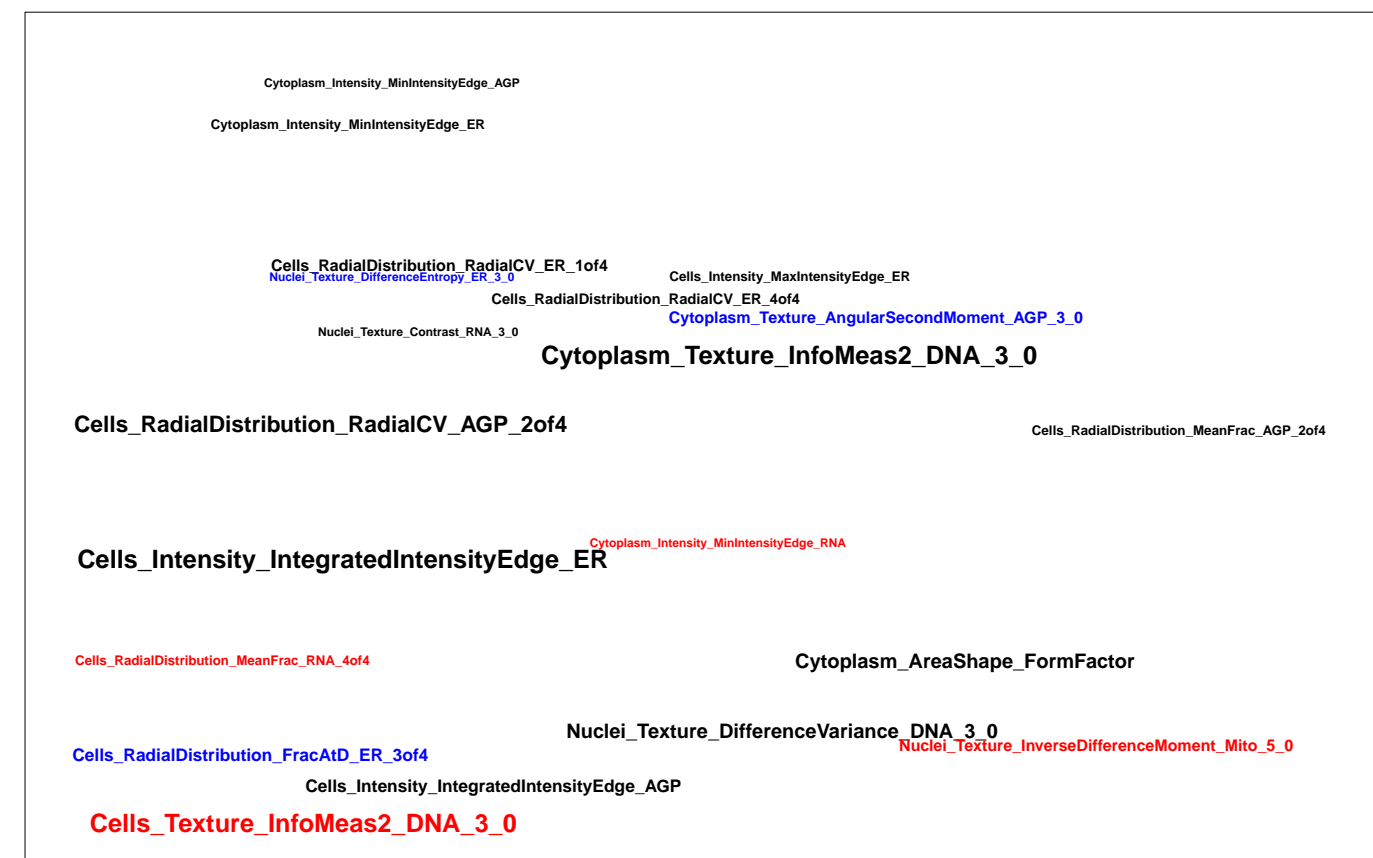 Cytoplasm_Intensity_MinIntensityEdge_AGP
Cytoplasm_Intensity_MinIntensityEdge_ER
Cells_RadialDistribution_RadialCV_ER_1of4
Nuclei_Texture_DifferenceEntropy_ER_3_0
Cells_Intensity_MaxIntensityEdge_ER
Cells_RadialDistribution_RadialCV_ER_4of4
Cytoplasm_Texture_AngularSecondMoment_AGP_3_0
Nuclei_Texture_Contrast_RNA_3_0
Cytoplasm_Texture_InfoMeas2_DNA_3_0
Cells_RadialDistribution_RadialCV_AGP_2of4
Cells_RadialDistribution_MeanFrac_AGP_2of4
Cytoplasm_Intensity_MinIntensityEdge_RNA
Cells_Intensity_IntegratedIntensityEdge_ER
Cells_RadialDistribution_MeanFrac_RNA_4of4
Cytoplasm_AreaShape_FormFactor
Nuclei_Texture_DifferenceVariance_DNA_3_0
Nuclei_Texture_InverseDifferenceMoment_Mito_5_0
Cells_RadialDistribution_FracAtD_ER_3of4
Cells_Intensity_IntegratedIntensityEdge_AGP
Cells_Texture_InfoMeas2_DNA_3_0